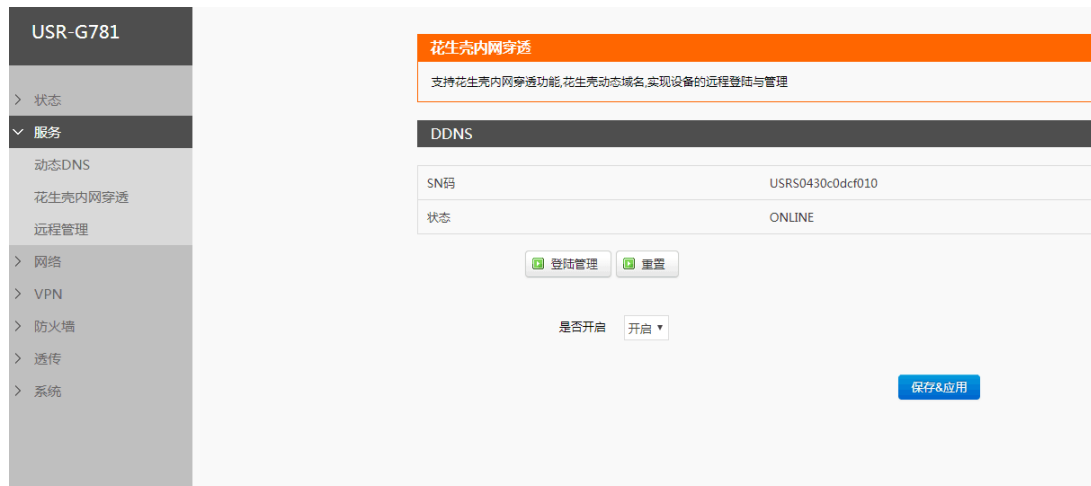 USR-G781
状态
服务
动态DNS
花生壳内网穿透
远程管理
网络
VPN
防火墙
透传
系统
花生壳内网穿透
支持花生壳内网穿透功能,花生壳动态域名,实现设备的远程登陆与管理
DDNS
SN码 USRS0430c0dcf010
状态 ONLINE
登陆管理 重置
是否开启 开启
保存&应用